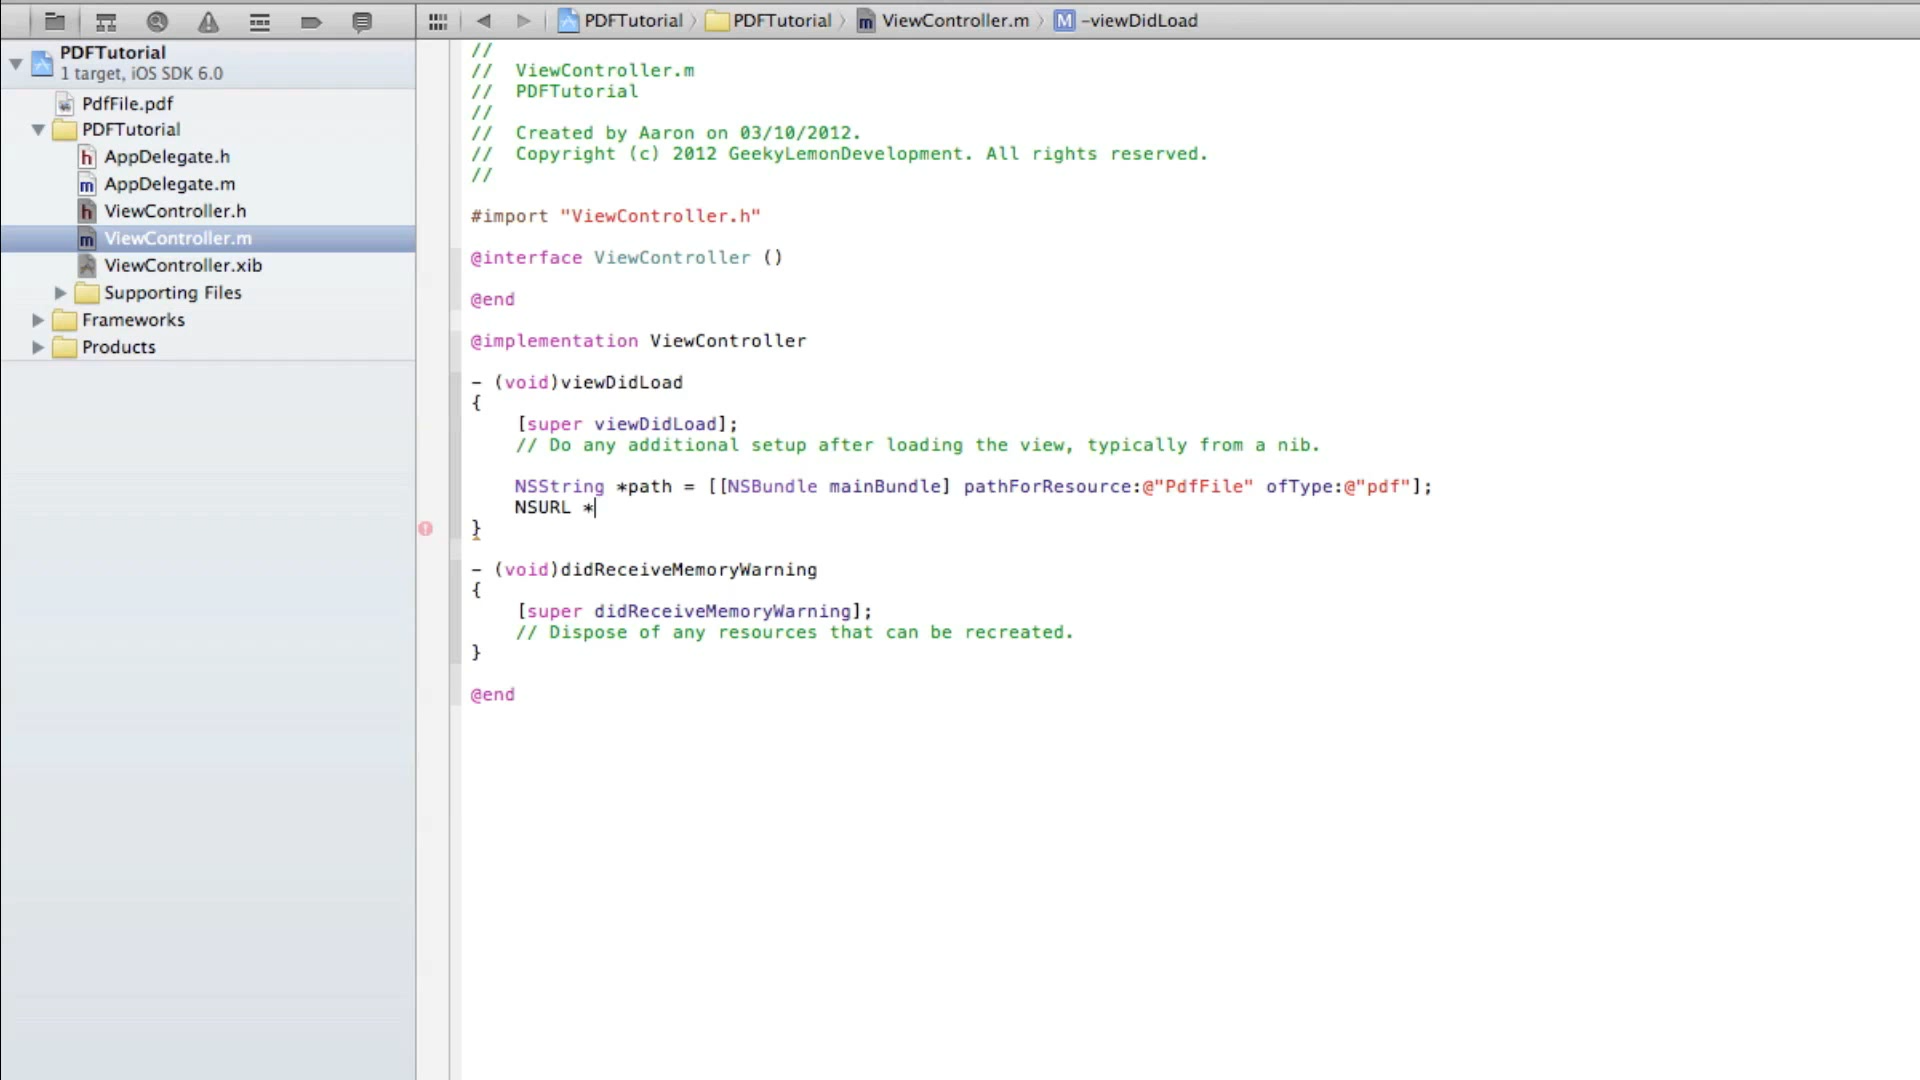 PDFTutorial 〉 PDFTutorial 〉 ViewController.m 〉 M -viewDidLoad
PDFTutorial
1 target, iOS SDK 6.0
PdfFile.pdf
PDFTutorial
h AppDelegate.h
m AppDelegate.m
h ViewController.h
m ViewController.m
ViewController.xib
Supporting Files
Frameworks
Products
//
// ViewController.m
// PDFTutorial
//
// Created by Aaron on 03/10/2012.
// Copyright (c) 2012 GeekyLemonDevelopment. All rights reserved.
//
#import "ViewController.h"
@interface ViewController ()
@end
@implementation ViewController
- (void)viewDidLoad
{
[super viewDidLoad];
// Do any additional setup after loading the view, typically from a nib.
NSString *path = [[NSBundle mainBundle] pathForResource:@"PdfFile" ofType:@"pdf"];
NSURL *
}
- (void)didReceiveMemoryWarning
{
[super didReceiveMemoryWarning];
// Dispose of any resources that can be recreated.
}
@end